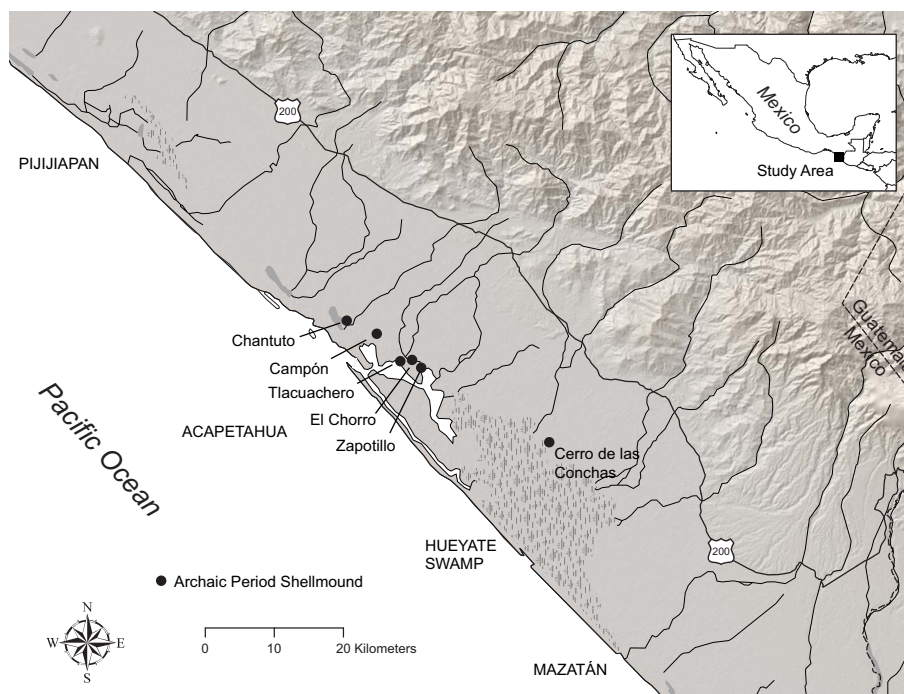 200
Mexico
Study Area
PIJIJIAPAN
Guatemala
Mexico
Chantuto
Campón
Tlacuachero
El Chorro
Zapotillo
ACAPETAHUA
Pacific Ocean
Cerro de las
Conchas
HUEYATE
SWAMP
200
Archaic Period Shellmound
N
W E
S
0 10 20 Kilometers
MAZATÁN